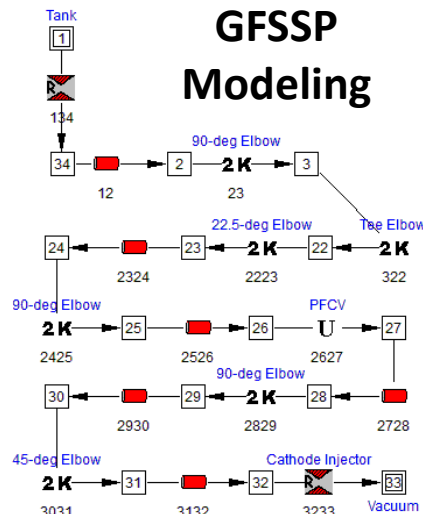 Tank
GFSSP
Modeling
1
R
134
90-deg Elbow
34 2 2K 3
12 23
22.5-deg Elbow Tee Elbow
24 23 2K 22 2K
2324 2223 322
90-deg Elbow PFCV
2K 25 26 U 27
2425 2526 2627
90-deg Elbow
30 29 2K 28
2930 2829 2728
45-deg Elbow Cathode Injector
2K 31 32 R 33
3031 3132 3233 Vacuum